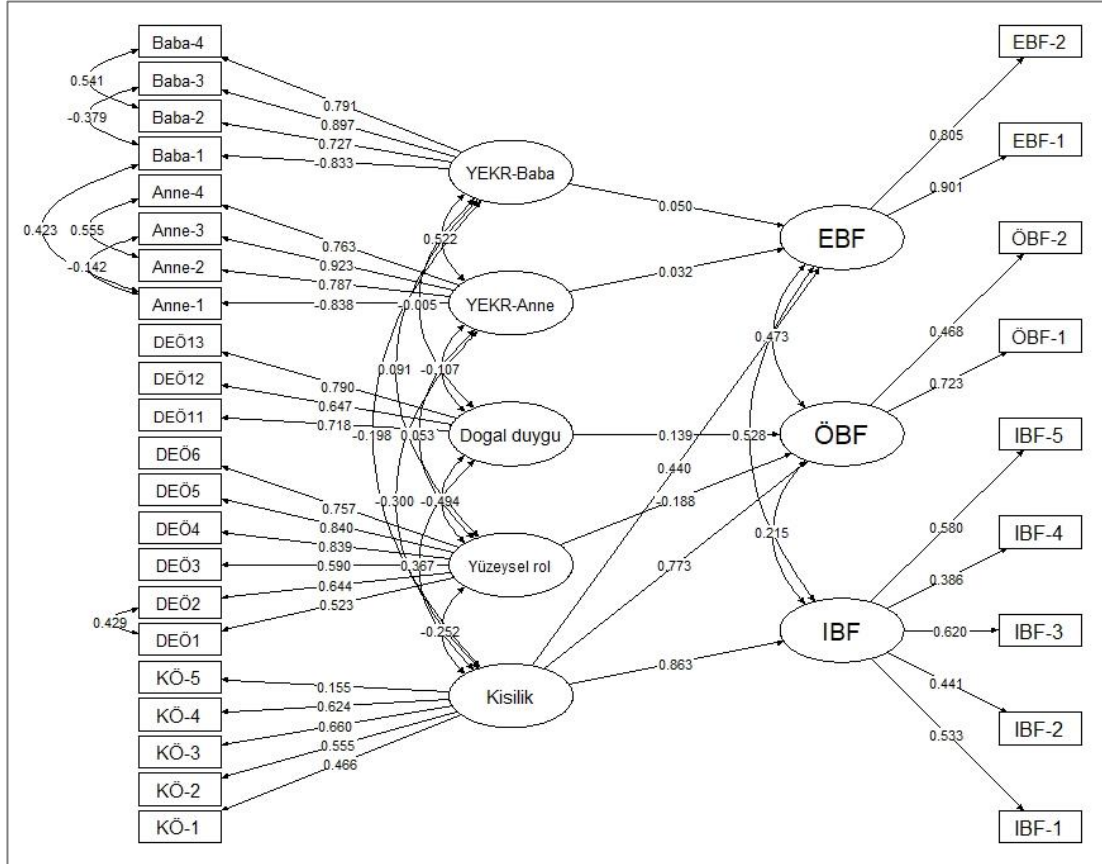 Baba-4
Baba-3
Baba-2
Baba-1
Anne-4
Anne-3
Anne-2
Anne-1
DEÖ13
DEÖ12
DEÖ11
DEÖ6
DEÖ5
DEÖ4
DEÖ3
DEÖ2
DEÖ1
KÖ-5
KÖ-4
KÖ-3
KÖ-2
KÖ-1
0.541
-0.379
0.423
0.555
-0.142
0.429
0.791
0.897
0.727
-0.833
0.763
0.923
0.787
-0.838
0.790
0.647
0.718
0.757
0.840
0.839
0.590
0.644
0.523
0.155
0.624
0.660
0.555
0.466
YEKR-Baba
YEKR-Anne
Dogal duygu
Yüzeysel rol
Kisilik
0.522
-0.005
0.091
-0.107
-0.198
0.053
-0.300
-0.494
0.367
-0.252
0.050
0.032
0.139
0.440
-0.188
0.773
0.863
EBF
ÖBF
IBF
0.473
0.528
0.215
0.805
0.901
0.468
0.723
0.580
0.386
0.620
0.441
0.533
EBF-2
EBF-1
ÖBF-2
ÖBF-1
IBF-5
IBF-4
IBF-3
IBF-2
IBF-1